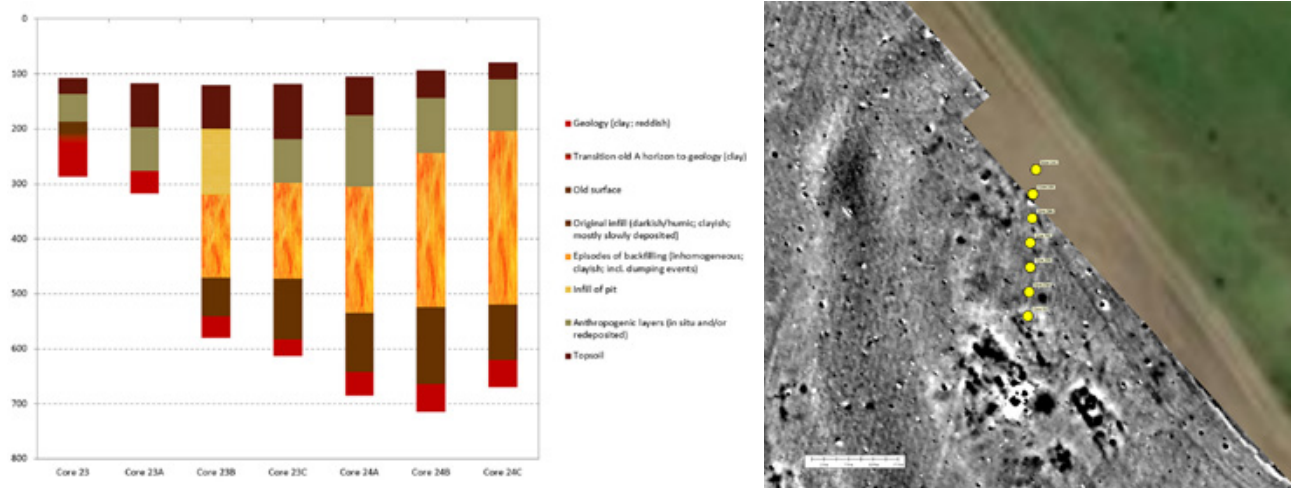 0
100
200
300
400
500
600
700
800
Core 23
Core 23A
Core 23B
Core 23C
Core 24A
Core 24B
Core 24C
Geology (clay; reddish)
Transition old A horizon to geology (clay)
Old surface
Original infill (darkish/humic; clayish;
mostly slowly deposited)
Episodes of backfilling (inhomogeneous;
clayish; incl. dumping events)
Infill of pit
Anthropogenic layers (in situ and/or
redeposited)
Topsoil